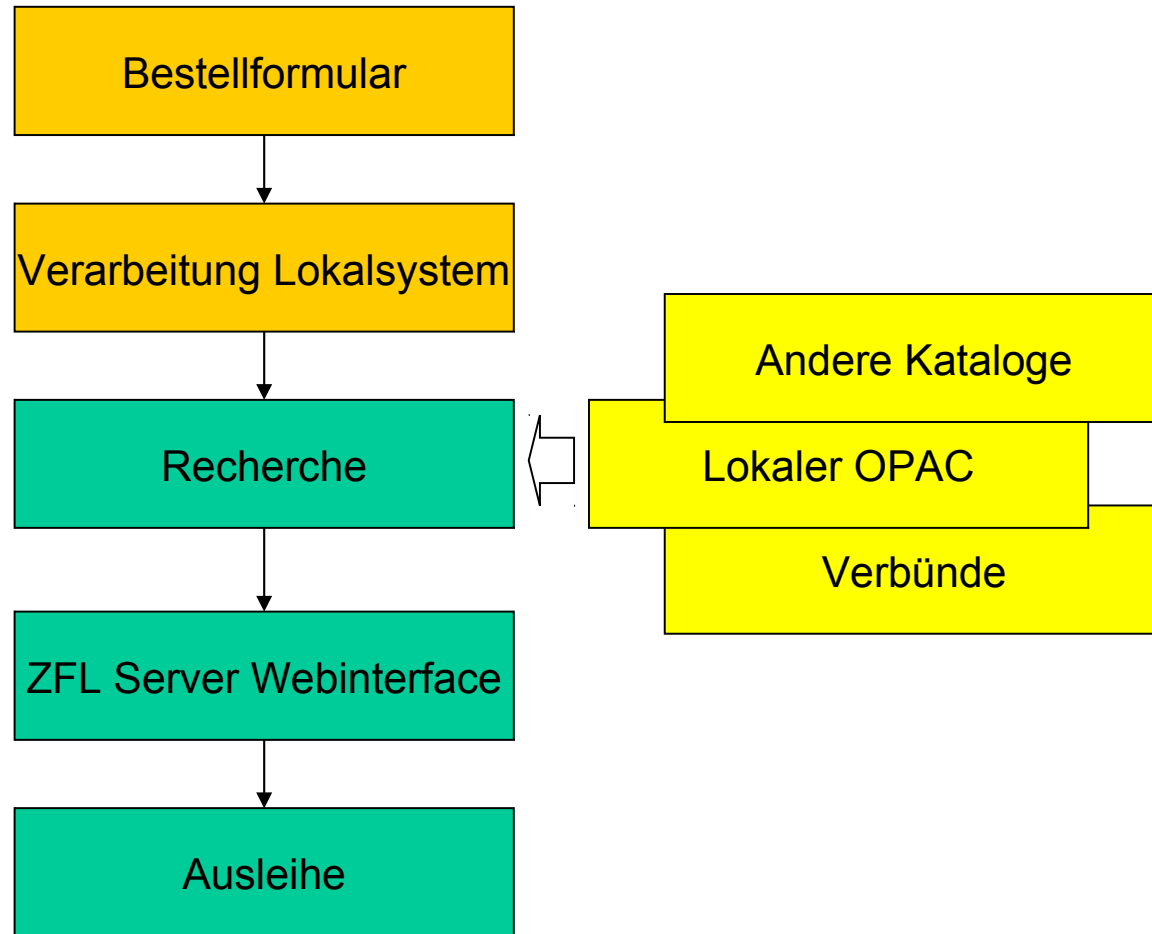 Bestellformular
Verarbeitung Lokalsystem
Andere Kataloge
Recherche
Lokaler OPAC
Verbünde
ZFL Server Webinterface
Ausleihe